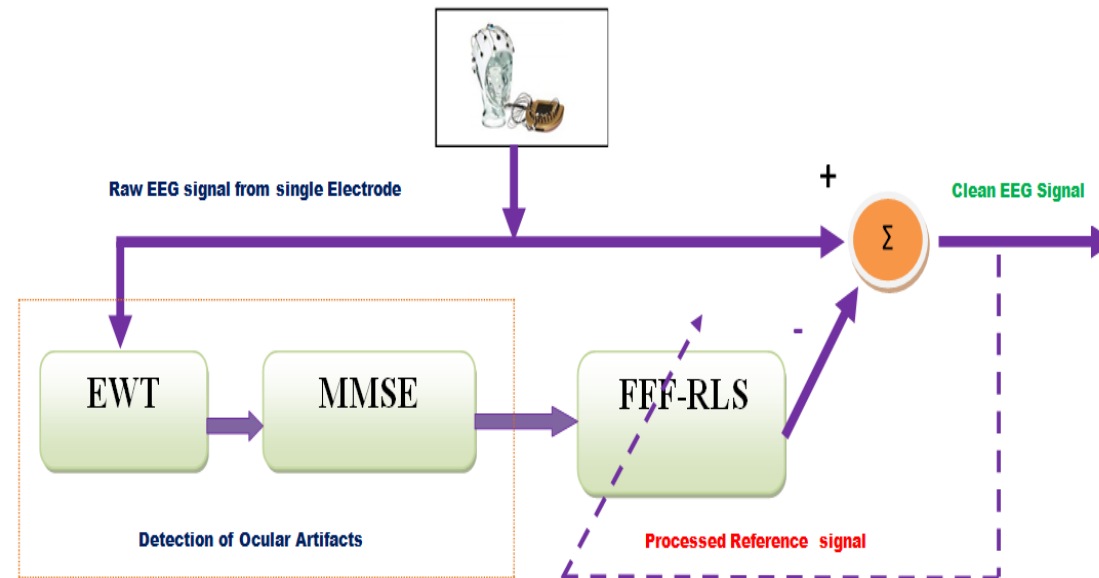 Raw EEG signal from single Electrode
+
Clean EEG Signal
Σ
-
EWT
MMSE
FFF-RLS
Detection of Ocular Artifacts
Processed Reference signal